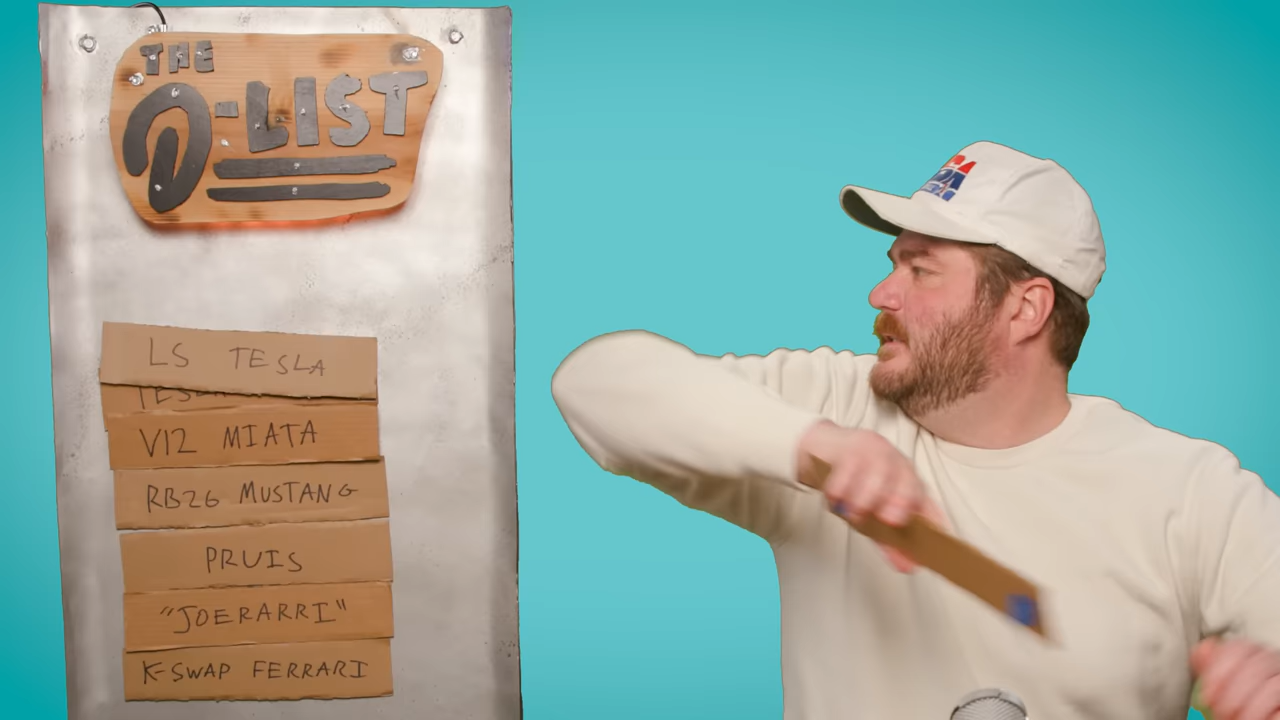 THE
D-LIST
LS TESLA
V12 MIATA
RB26 MUSTANG
PRUIS
"JOERARRI"
K-SWAP FERRARI